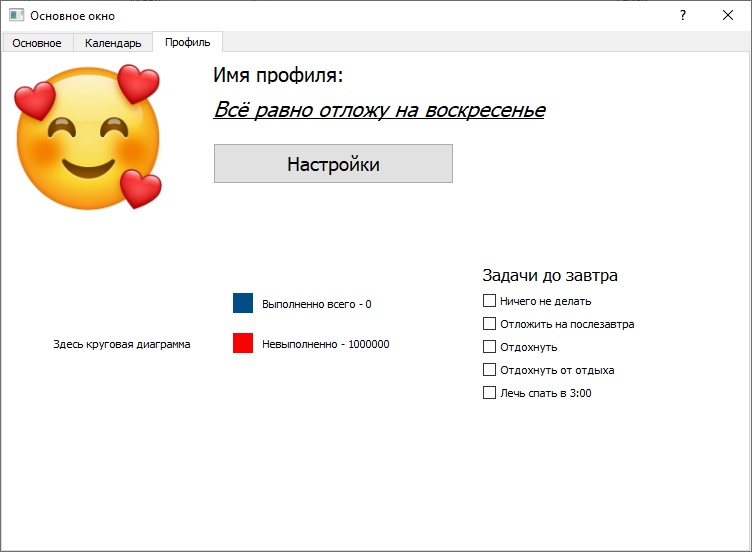 Основное окно
?
Основное Календарь Профиль
Имя профиля:
Всё равно отложу на воскресенье
Настройки
Здесь круговая диаграмма
Выполненно всего - 0
Невыполненно - 1000000
Задачи до завтра
Ничего не делать
Отложить на послезавтра
Отдохнуть
Отдохнуть от отдыха
Лечь спать в 3:00